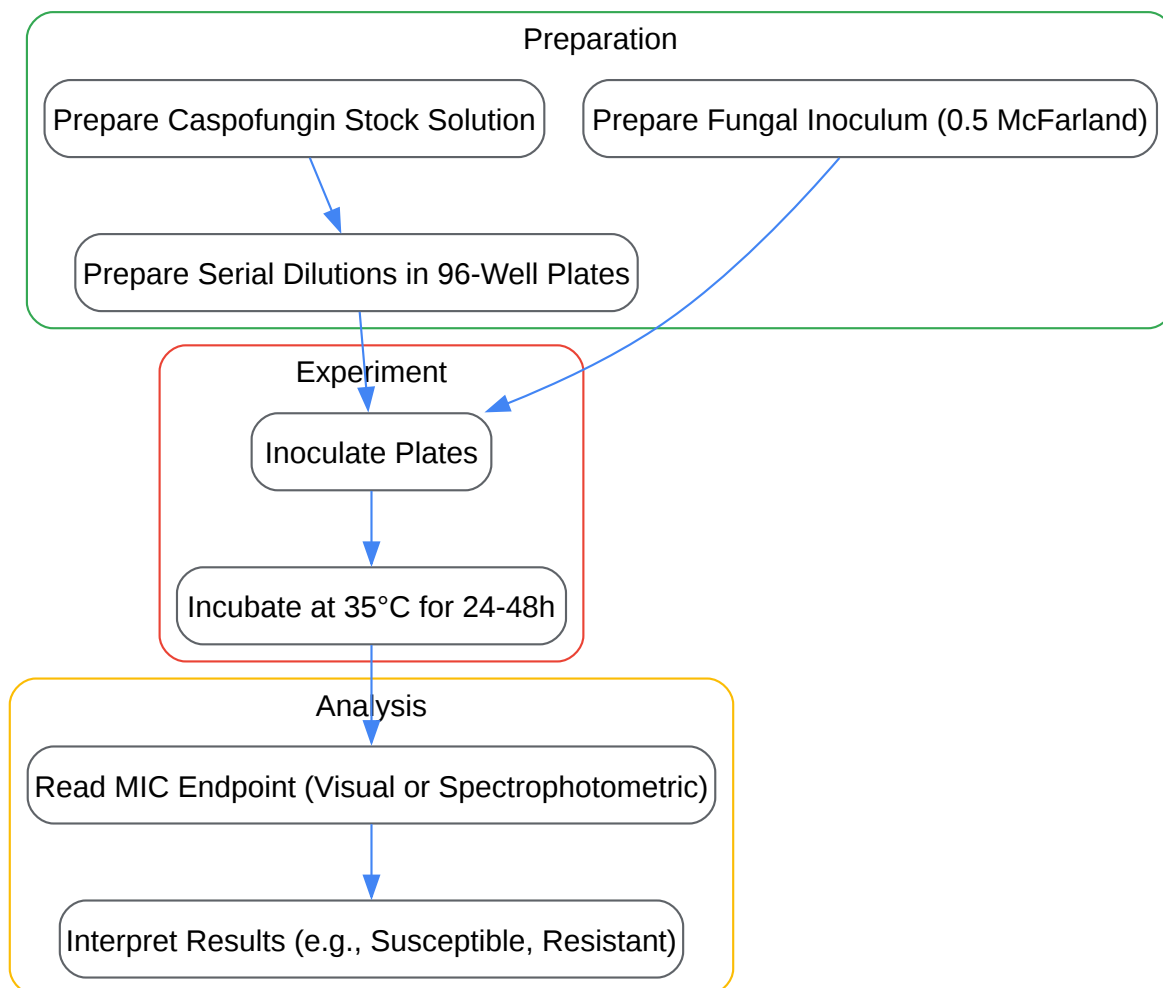 Preparation
Prepare Caspofungin Stock Solution
Prepare Fungal Inoculum (0.5 McFarland)
Prepare Serial Dilutions in 96-Well Plates
Experiment
Inoculate Plates
Incubate at 35°C for 24-48h
Analysis
Read MIC Endpoint (Visual or Spectrophotometric)
Interpret Results (e.g., Susceptible, Resistant)